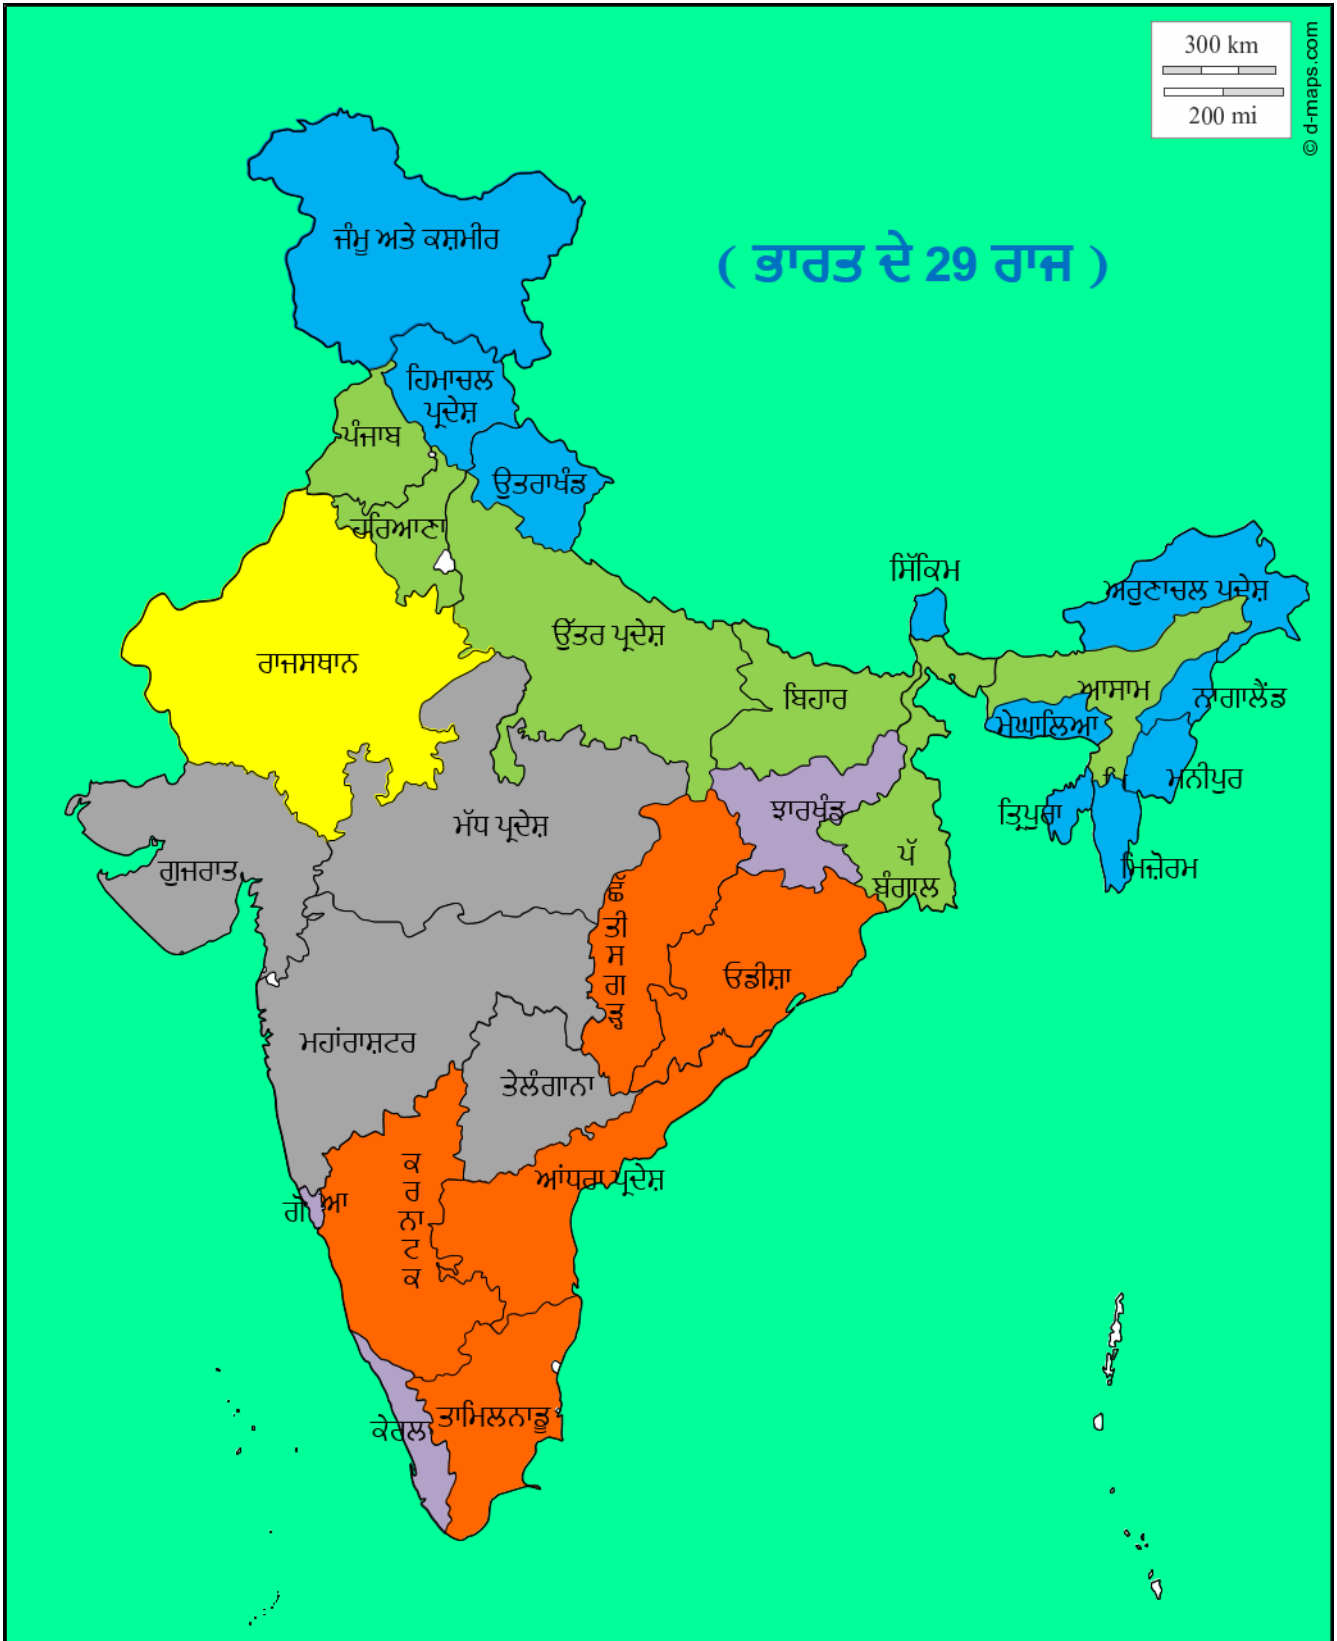 300 km
200 mi
© d-maps.com
( ਭਾਰਤ ਦੇ 29 ਰਾਜ )
ਜੰਮੂ ਅਤੇ ਕਸ਼ਮੀਰ
ਹਿਮਾਚਲ
ਪ੍ਰਦੇਸ਼
ਪੰਜਾਬ
ਉਤਰਾਖੰਡ
ਹਰਿਆਣਾ
ਸਿੱਕਿਮ
ਅਰੁਣਾਚਲ ਪ੍ਰਦੇਸ਼
ਉੱਤਰ ਪ੍ਰਦੇਸ਼
ਰਾਜਸਥਾਨ
ਬਿਹਾਰ
ਆਸਾਮ
ਨਾਗਾਲੈਂਡ
ਮੇਘਾਲਿਆ
ਮਨੀਪੁਰ
ਝਾਰਖੰਡ
ਤ੍ਰਿਪੁਰਾ
ਮੱਧ ਪ੍ਰਦੇਸ਼
ਪੱ
ਬੰਗਾਲ
ਗੁਜਰਾਤ
ਮਿਜ਼ੋਰਮ
ਛੱ
ਤੀ
ਸ
ਗ
ੜ੍ਹ
ਓਡੀਸ਼ਾ
ਮਹਾਂਰਾਸ਼ਟਰ
ਤੇਲੰਗਾਨਾ
ਕ
ਰ
ਨਾ
ਟ
ਕ
ਆਂਧਰਾ ਪ੍ਰਦੇਸ਼
ਗੋਆ
ਕੇਰਲ
ਤਾਮਿਲਨਾਡੂ